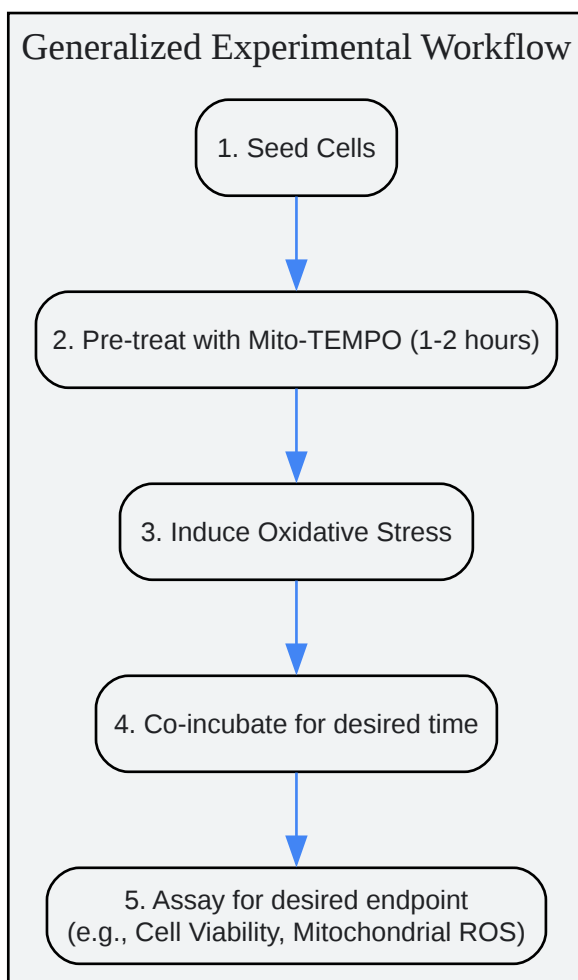 Generalized Experimental Workflow
1. Seed Cells
2. Pre-treat with Mito-TEMPO (1-2 hours)
3. Induce Oxidative Stress
4. Co-incubate for desired time
5. Assay for desired endpoint
(e.g., Cell Viability, Mitochondrial ROS)